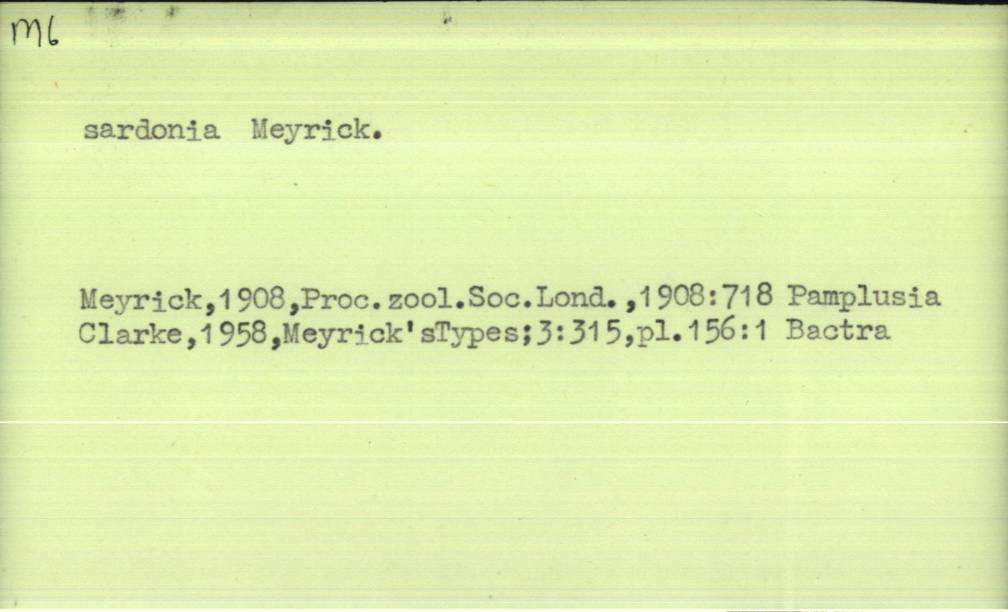 M6
sardonia Meyrick.
Meyrick,1908,Proc.zool.Soc.Lond.,1908:718 Pamplusia
Clarke,1958,Meyrick'sTypes;3:315,pl.156:1 Bactra